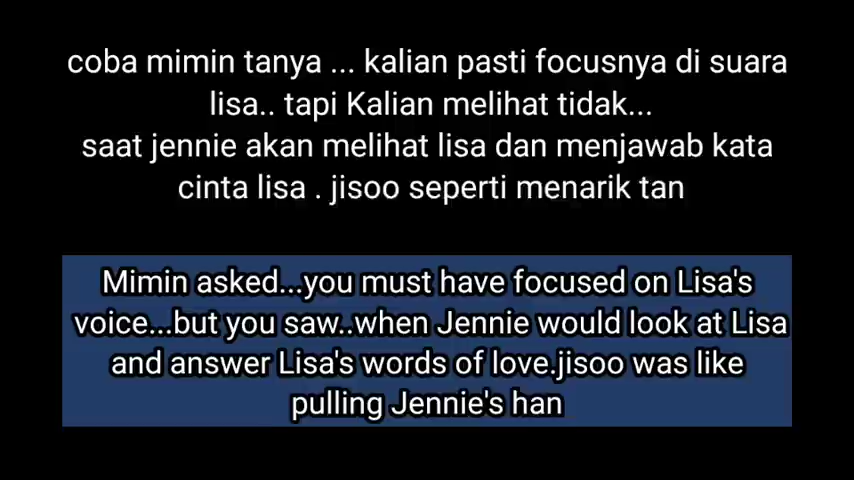 coba mimin tanya ... kalian pasti focusnya di suara
lisa.. tapi Kalian melihat tidak...
saat jennie akan melihat lisa dan menjawab kata
cinta lisa . jisoo seperti menarik tan
Mimin asked...you must have focused on Lisa's
voice...but you saw..when Jennie would look at Lisa
and answer Lisa's words of love.jisoo was like
pulling Jennie's han